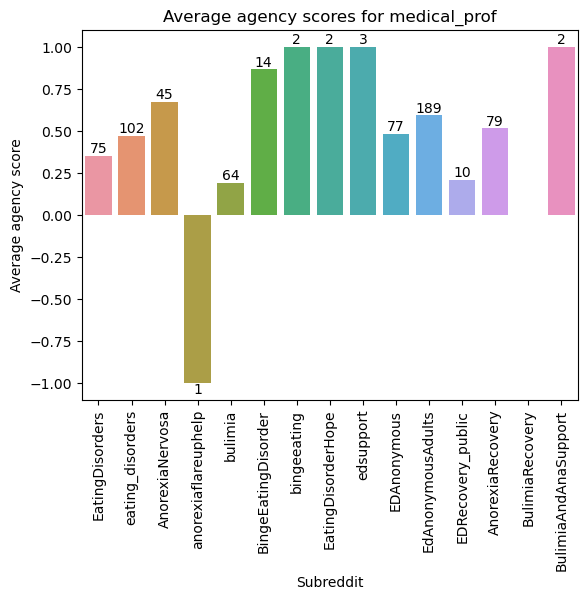 Average agency scores for medical_prof
Average agency score
1.00
0.75
0.50
0.25
0.00
−0.25
−0.50
−0.75
−1.00
75
102
45
1
64
14
2
2
3
77
189
10
79
2
EatingDisorders
eating_disorders
AnorexiaNervosa
anorexiaflareuphelp
bulimia
BingeEatingDisorder
bingeeating
EatingDisorderHope
edsupport
EDAnonymous
EdAnonymousAdults
EDRecovery_public
AnorexiaRecovery
BulimiaRecovery
BulimiaAndAnaSupport
Subreddit